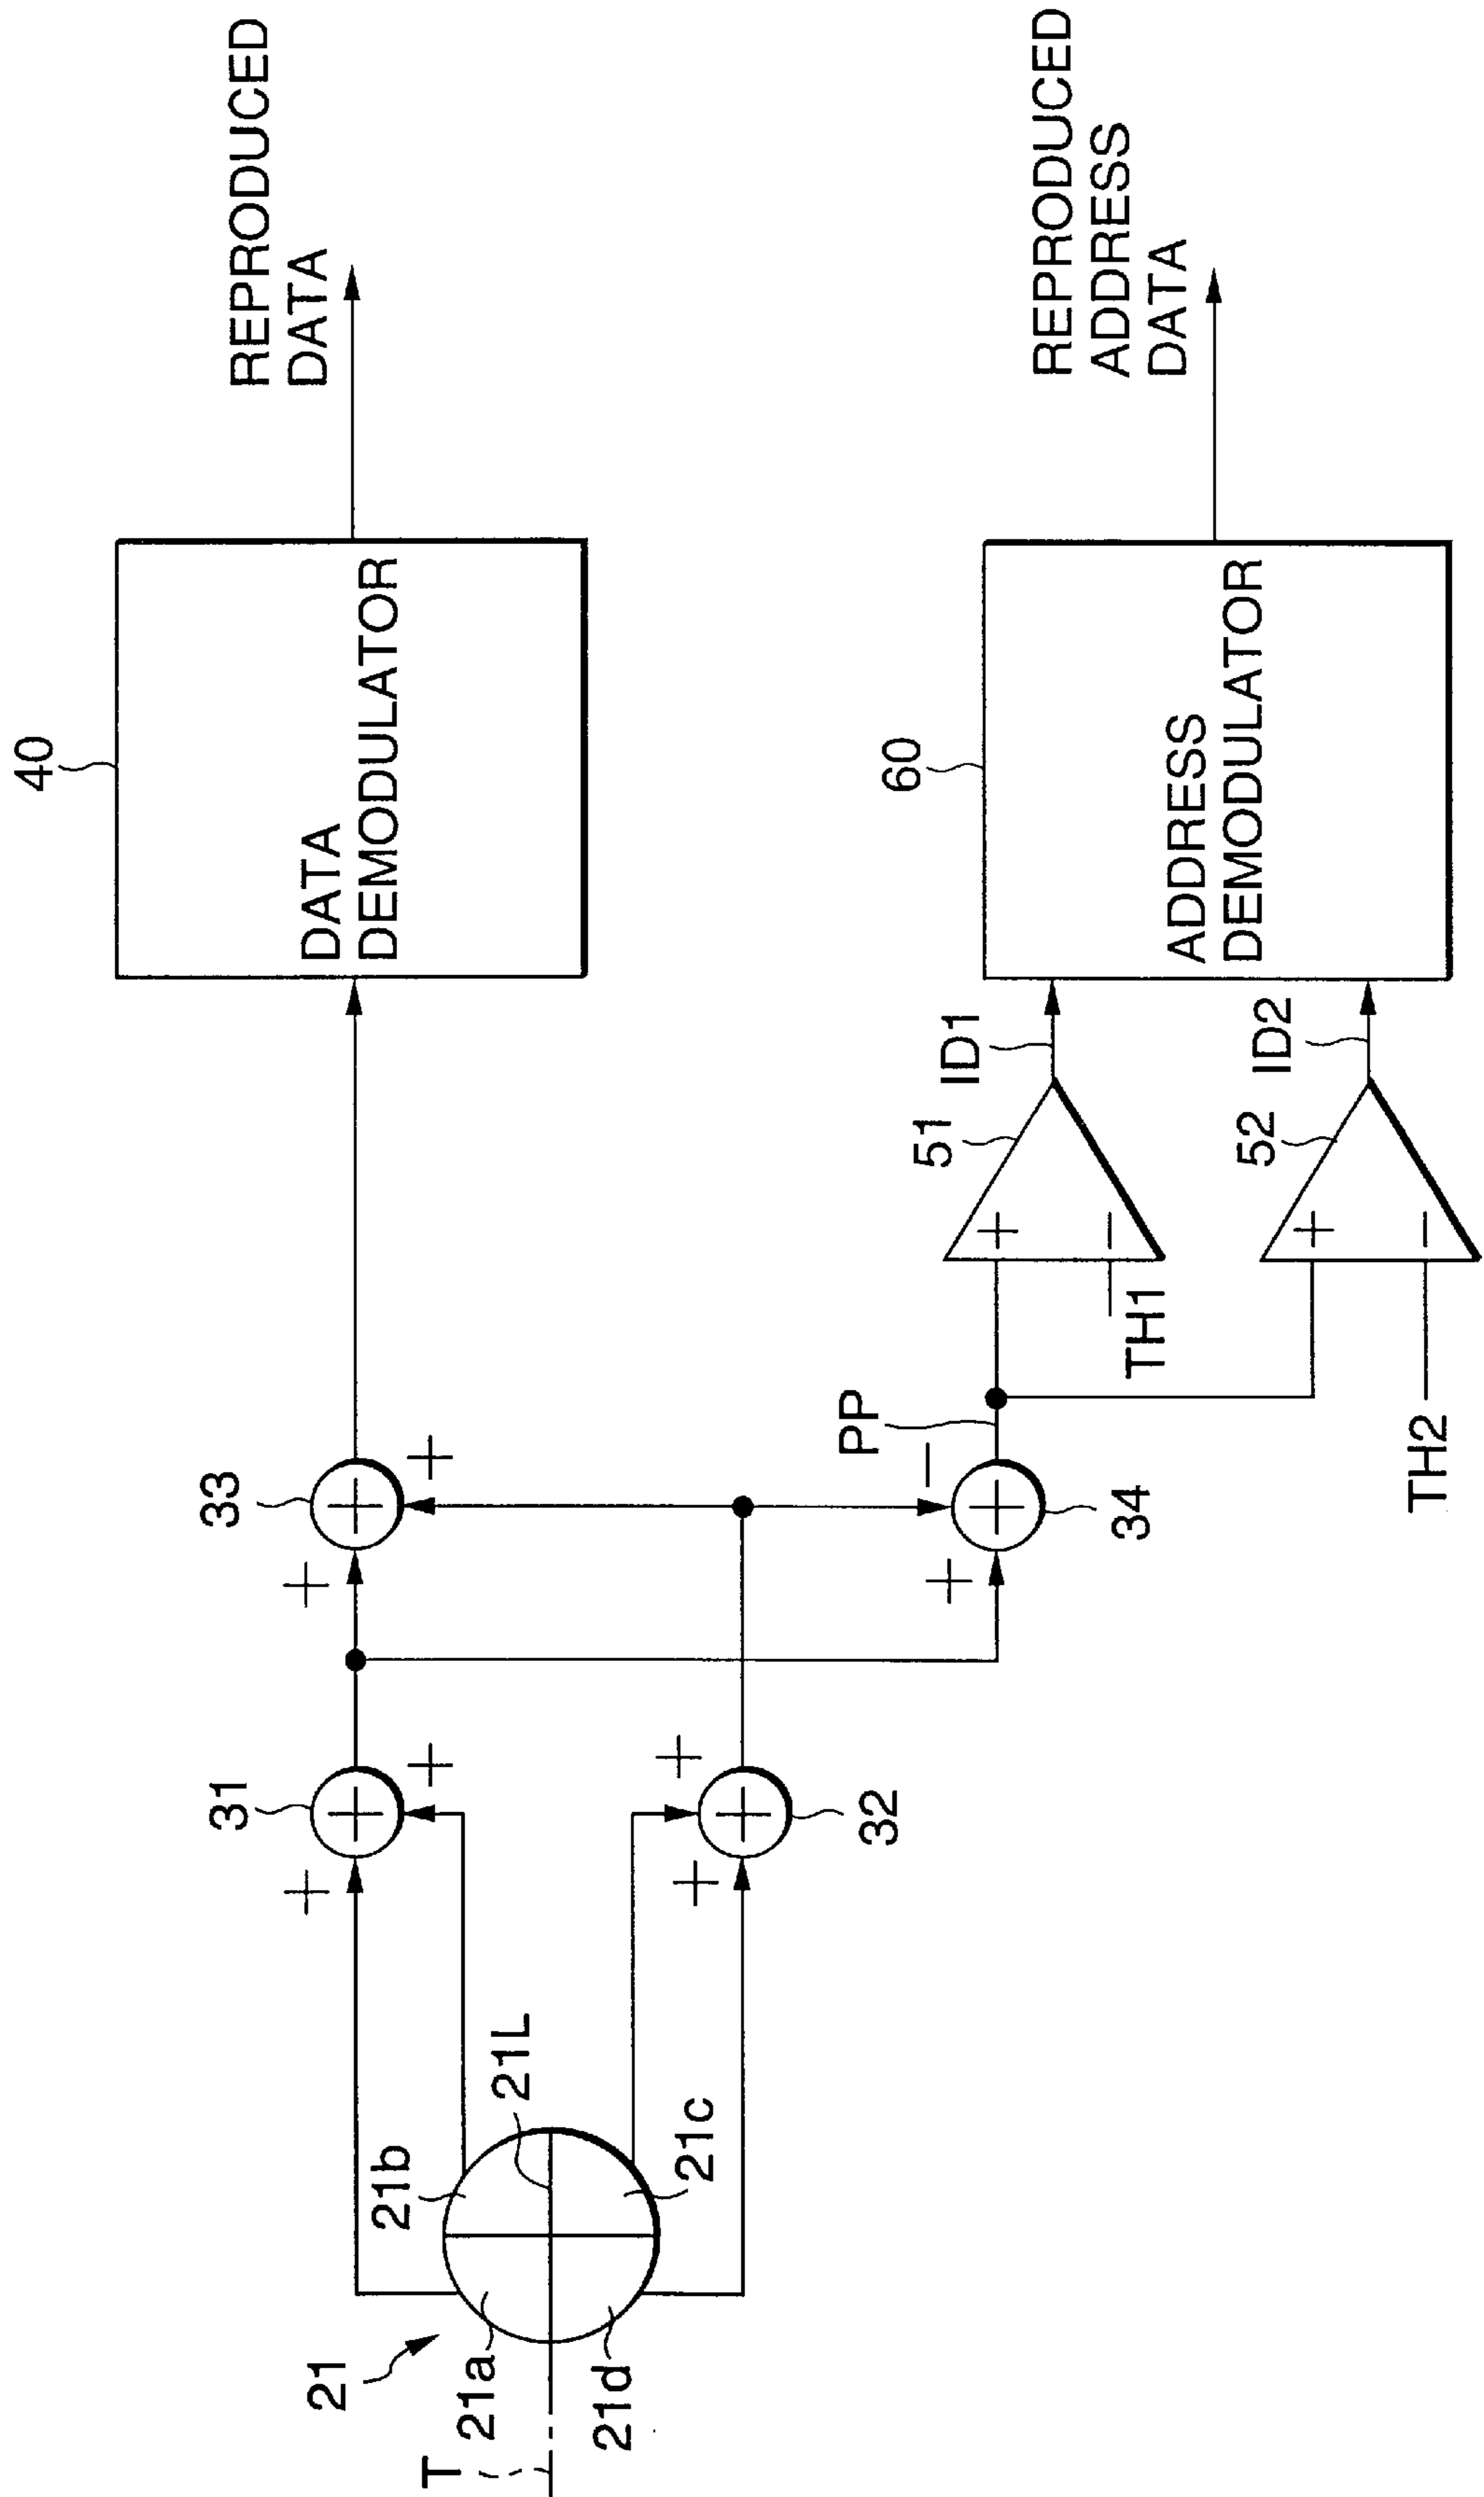 40
DATA
DEMODULATOR
REPRODUCED
DATA
33
+
+
31
+
+
21
21a
21b
21L
21c
21d
T
32
+
+
34
+
−
PP
51
+
−
TH1
ID1
52
+
−
TH2
ID2
60
ADDRESS
DEMODULATOR
REPRODUCED
ADDRESS
DATA